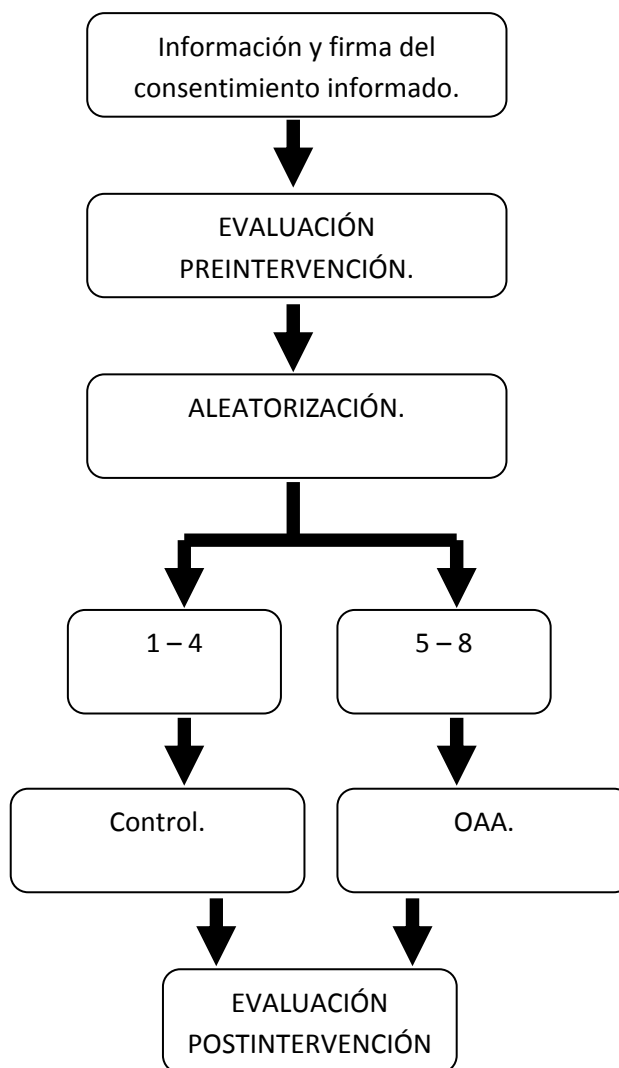 Información y firma del
consentimiento informado.
EVALUACIÓN
PREINTERVENCIÓN.
ALEATORIZACIÓN.
1 – 4
5 – 8
Control.
OAA.
EVALUACIÓN
POSTINTERVENCIÓN